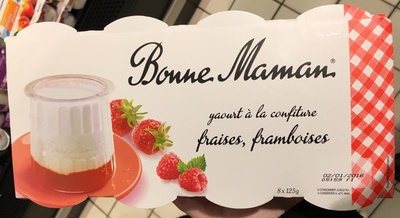 Bonne Maman®
yaourt à la confiture
fraises, framboises
8 x 125g
02/01/2018